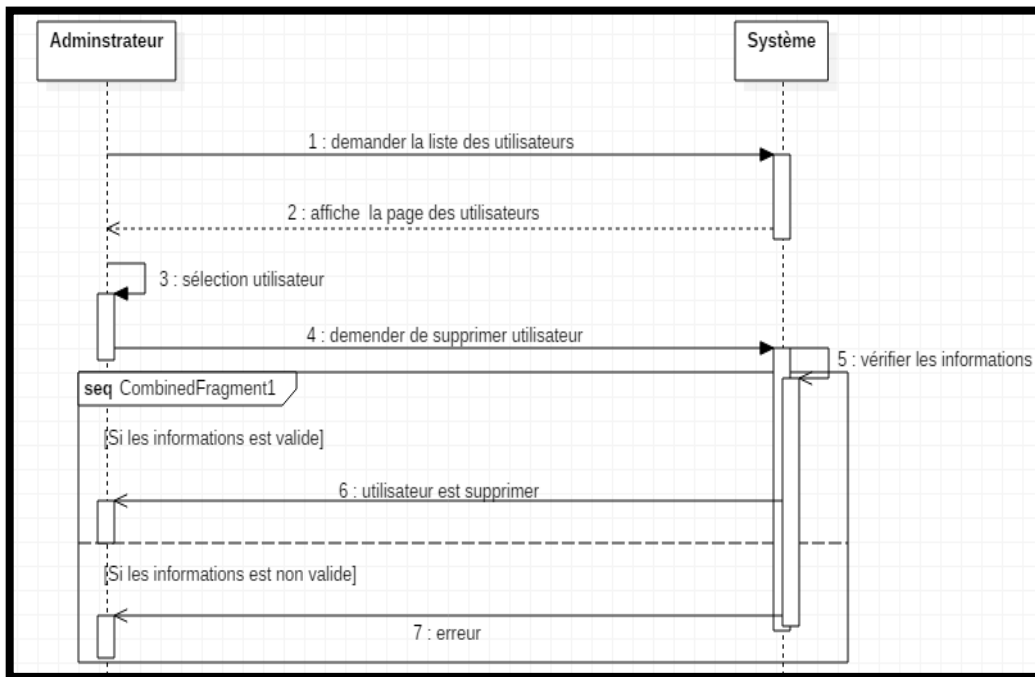 Adminstrateur
Système
1 : demander la liste des utilisateurs
2 : affiche la page des utilisateurs
3 : sélection utilisateur
4 : demender de supprimer utilisateur
5 : vérifier les informations
seq CombinedFragment1
[Si les informations est valide]
6 : utilisateur est supprimer
[Si les informations est non valide]
7 : erreur